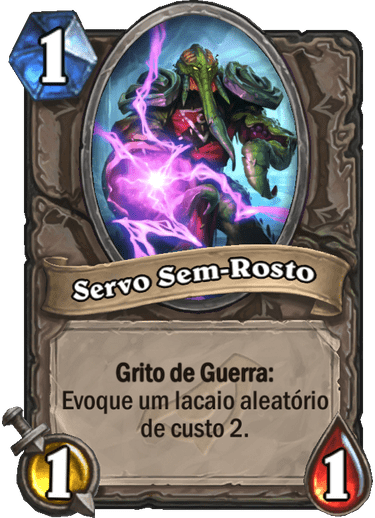 1
Servo Sem-Rosto
Grito de Guerra:
Evoque um lacaio aleatório
de custo 2.
1
1